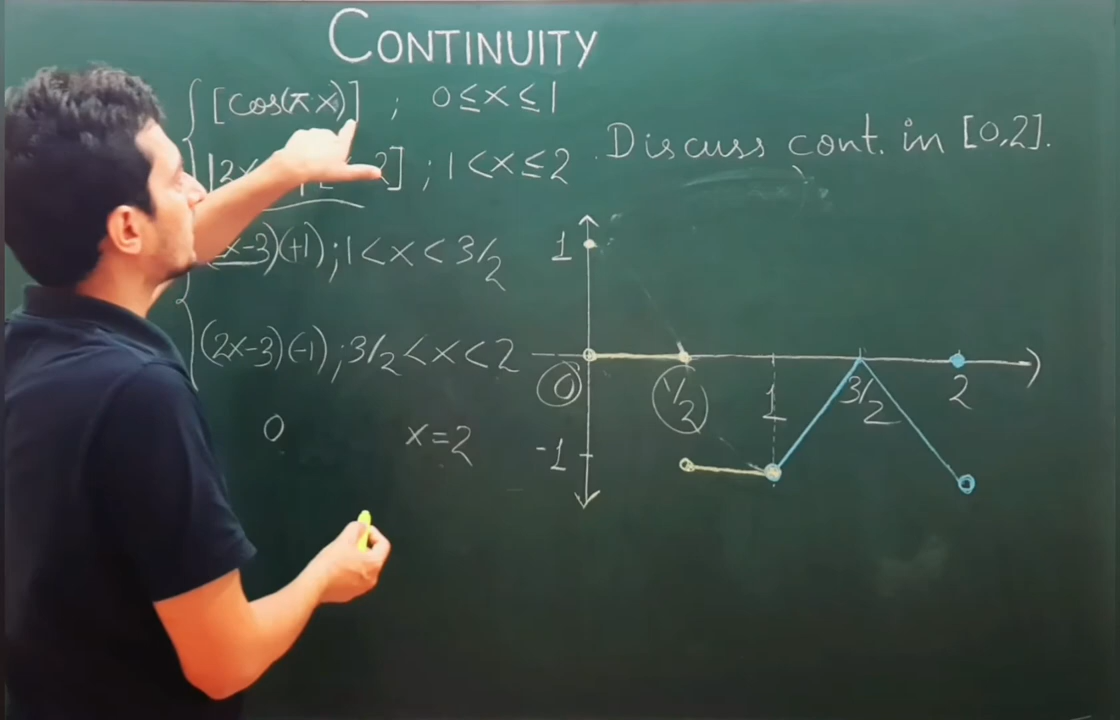 CONTINUITY
[cos(πx)] ; 0≤x≤1
2] ; 1<x≤2
Discuss cont. in [0,2].
x-3)(+1) ; 1<x<3/2
(2x-3)(-1) ; 3/2<x<2
0 x=2
1
0 1/2 1 3/2 2
-1